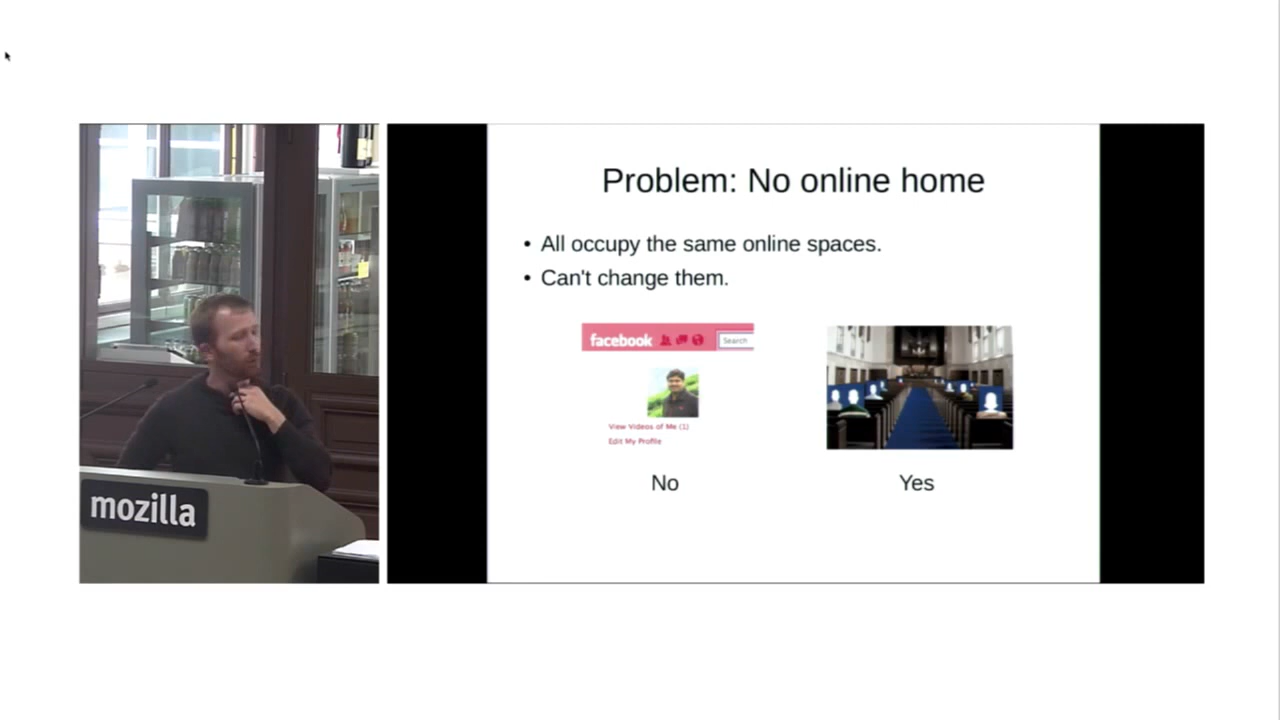 Problem: No online home
• All occupy the same online spaces.
• Can't change them.
facebook
Search
View Videos of Me (1)
Edit My Profile
No
Yes
mozilla